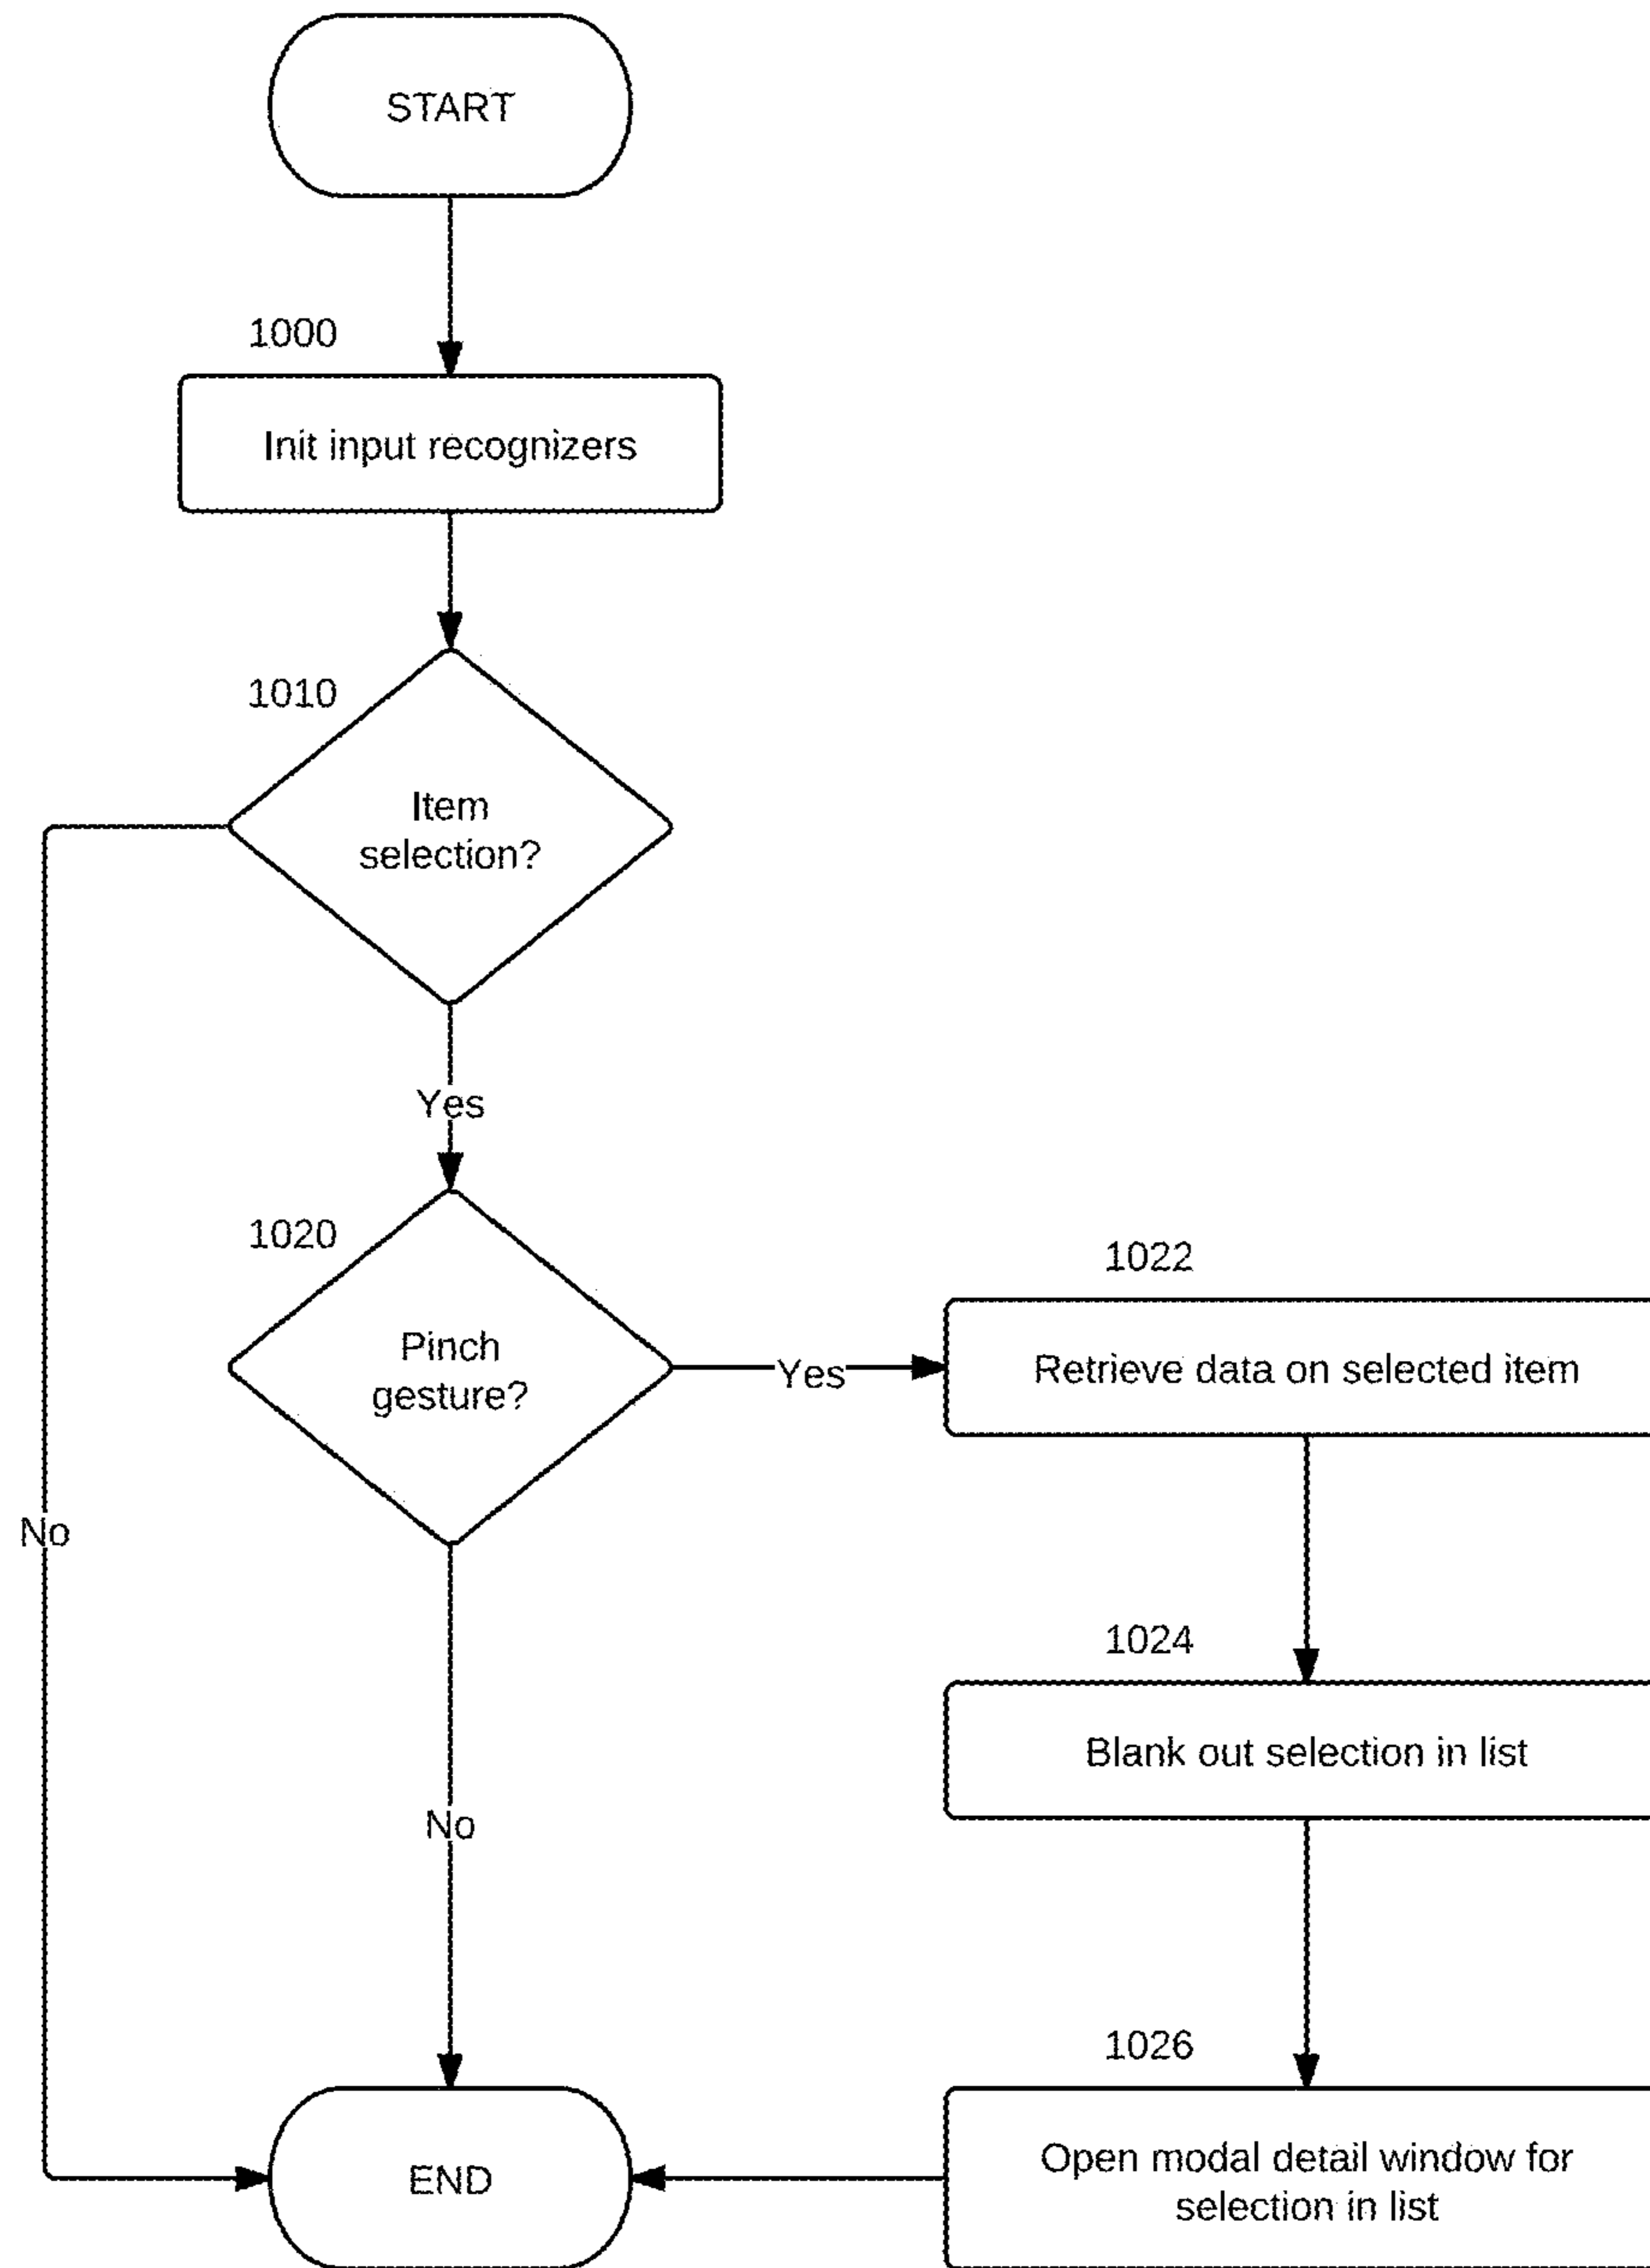 START
1000
Init input recognizers
1010
Item
selection?
Yes
1020
Pinch
gesture?
Yes
1022
Retrieve data on selected item
No
1024
Blank out selection in list
No
1026
Open modal detail window for
selection in list
END